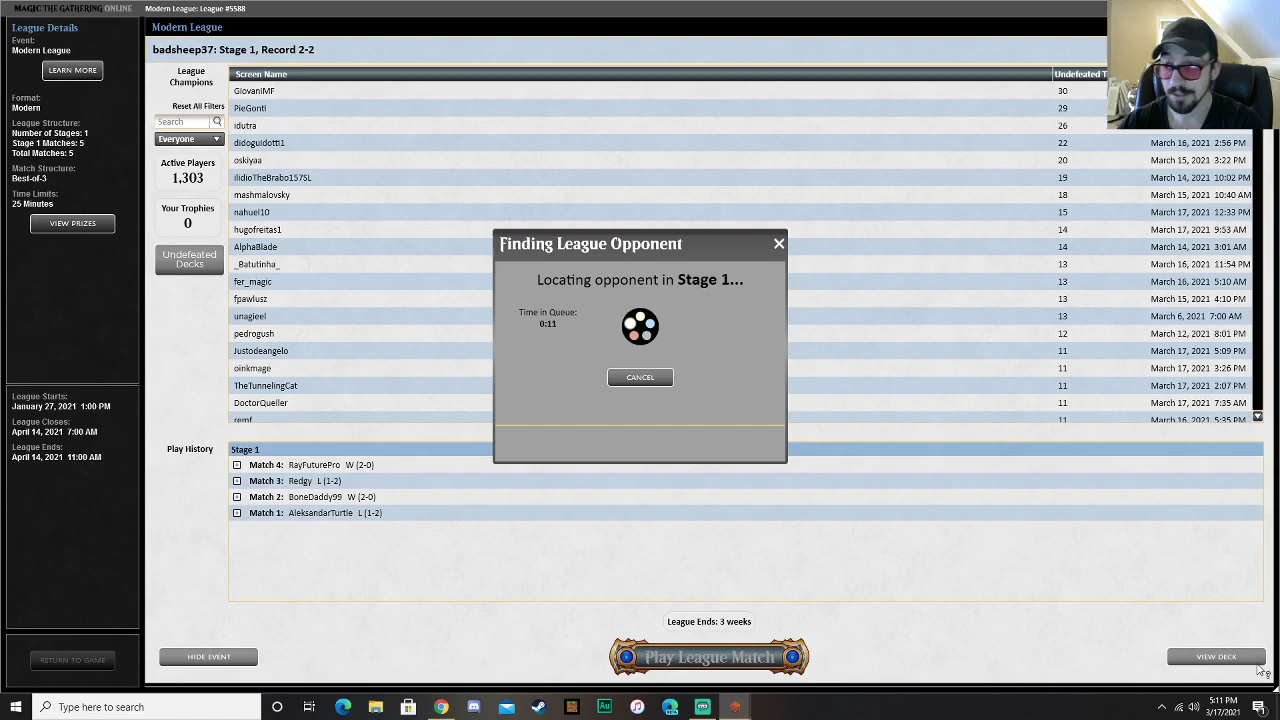 MAGIC THE GATHERING ONLINE
Modern League: League #5588
League Details
Event:
Modern League
LEARN MORE
Format:
Modern
League Structure:
Number of Stages: 1
Stage 1 Matches: 5
Total Matches: 5
Match Structure:
Best-of-3
Time Limits:
25 Minutes
VIEW PRIZES
League Starts:
January 27, 2021 1:00 PM
League Closes:
April 14, 2021 7:00 AM
League Ends:
April 14, 2021 11:00 AM
RETURN TO GAME
Modern League
badsheep37: Stage 1, Record 2-2
League
Champions
Reset All Filters
Search
Everyone
Active Players
1,303
Your Trophies
0
Undefeated
Decks
Screen Name Undefeated T
GiovaniMF 30
PieGonti 29
idutra 26
didoguidotti1 22 March 16, 2021 2:56 PM
oskiyaa 20 March 15, 2021 3:22 PM
ilidioTheBrabo157SL 19 March 14, 2021 10:02 PM
mashmalovsky 18 March 15, 2021 10:40 AM
nahuel10 15 March 17, 2021 12:33 PM
hugofreitas1 14 March 17, 2021 9:53 AM
AlphaBlade 14 March 14, 2021 3:01 AM
_Batutinha_ 13 March 16, 2021 11:54 PM
fer_magic 13 March 16, 2021 5:10 AM
fpawlusz 13 March 15, 2021 4:10 PM
unagieel 13 March 6, 2021 7:00 AM
pedrogush 12 March 12, 2021 8:01 PM
Justodeangelo 11 March 17, 2021 5:09 PM
oinkmage 11 March 17, 2021 3:26 PM
TheTunnelingCat 11 March 17, 2021 2:07 PM
DoctorQueller 11 March 17, 2021 7:35 AM
remf 11 March 16, 2021 5:35 PM
Finding League Opponent
Locating opponent in Stage 1...
Time in Queue:
0:11
CANCEL
Play History
Stage 1
Match 4: RayFuturePro W (2-0)
Match 3: Redgy L (1-2)
Match 2: BoneDaddy99 W (2-0)
Match 1: AleksandarTurtle L (1-2)
League Ends: 3 weeks
HIDE EVENT
Play League Match
VIEW DECK
Type here to search
5:11 PM
3/17/2021